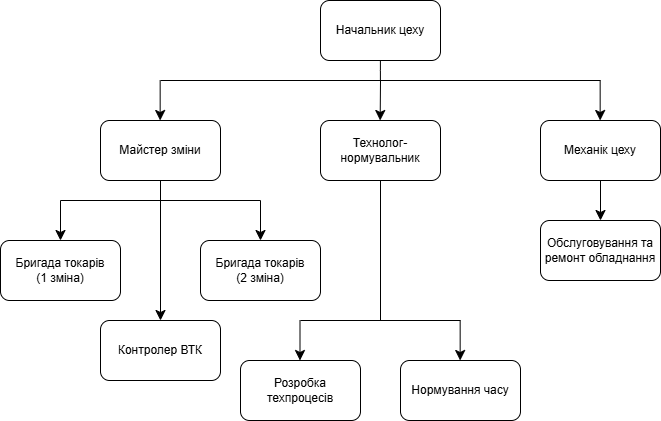 Начальник цеху
Майстер зміни
Технолог-
нормувальник
Механік цеху
Бригада токарів
(1 зміна)
Бригада токарів
(2 зміна)
Обслуговування та
ремонт обладнання
Контролер ВТК
Розробка
техпроцесів
Нормування часу